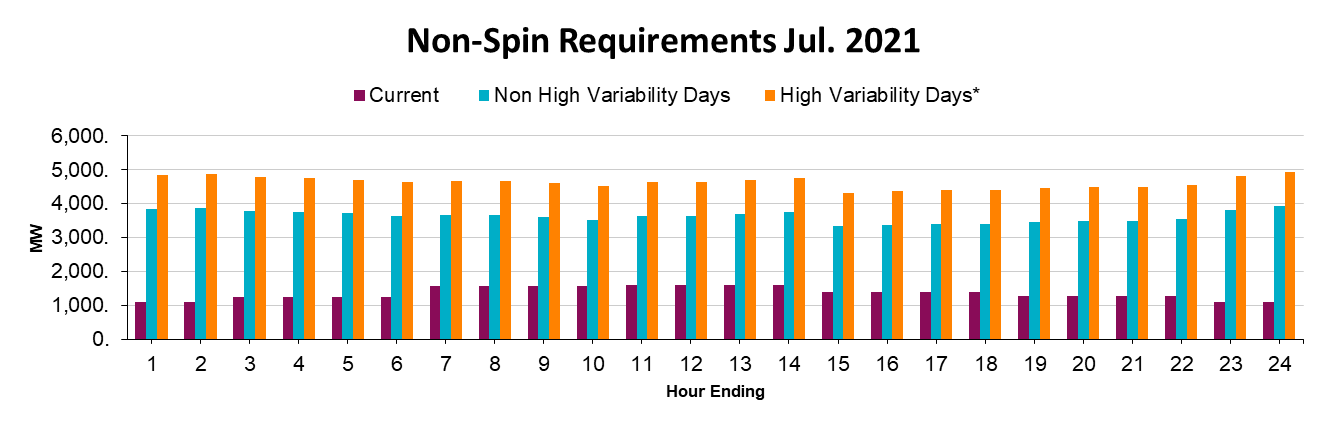 Non-Spin Requirements Jul. 2021
Current Non High Variability Days High Variability Days*
6,000.
5,000.
4,000.
3,000.
2,000.
1,000.
0.
MW
1 2 3 4 5 6 7 8 9 10 11 12 13 14 15 16 17 18 19 20 21 22 23 24
Hour Ending